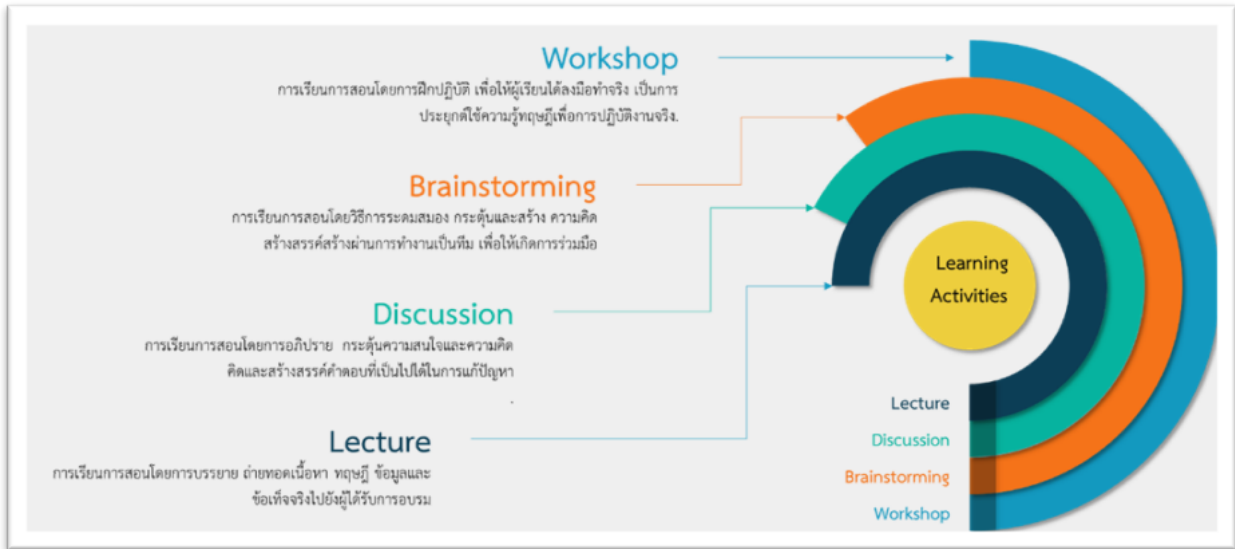 Workshop
การเรียนการสอนโดยการฝึกปฏิบัติ เพื่อให้ผู้เรียนได้ลงมือทำจริง เป็นการ
ประยุกต์ใช้ความรู้ทฤษฎีเพื่อการปฏิบัติงานจริง.
Brainstorming
การเรียนการสอนโดยวิธีการระดมสมอง กระตุ้นและสร้าง ความคิด
สร้างสรรค์สร้างผ่านการทำงานเป็นทีม เพื่อให้เกิดการร่วมมือ
Discussion
การเรียนการสอนโดยการอภิปราย กระตุ้นความสนใจและความคิด
คิดและสร้างสรรค์คำตอบที่เป็นไปได้ในการแก้ปัญหา
.
Lecture
การเรียนการสอนโดยการบรรยาย ถ่ายทอดเนื้อหา ทฤษฎี ข้อมูลและ
ข้อเท็จจริงไปยังผู้ได้รับการอบรม
Learning
Activities
Lecture
Discussion
Brainstorming
Workshop